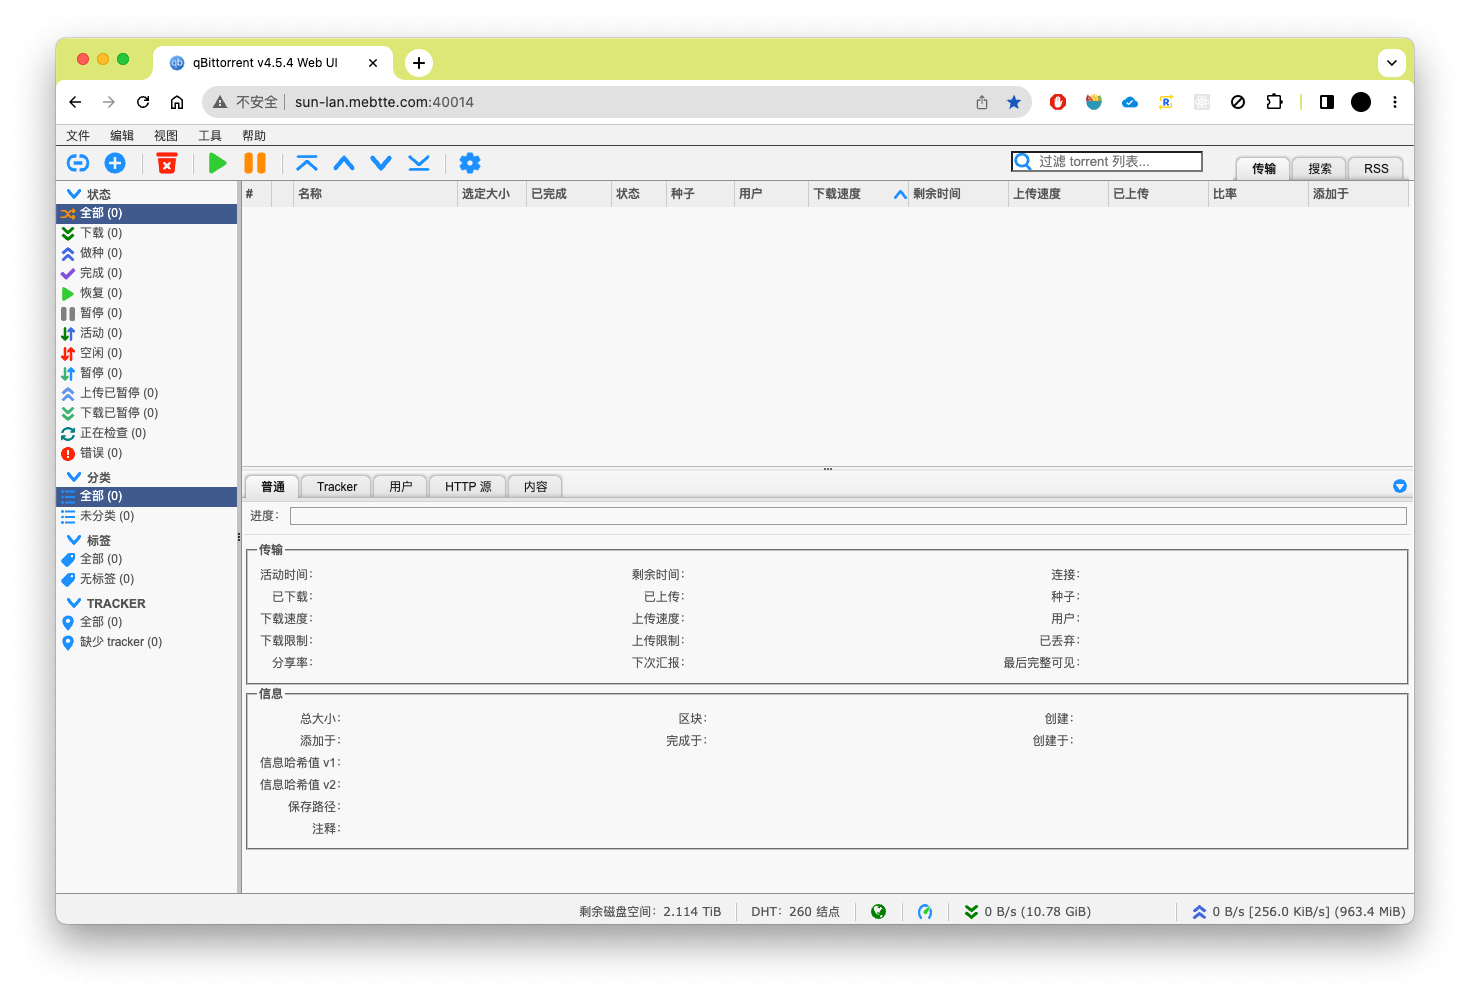 qBittorrent v4.5.4 Web UI
不安全 sun-lan.mebtte.com:40014
文件 编辑 视图 工具 帮助
过滤 torrent 列表...
传输 搜索 RSS
状态
全部 (0)
下载 (0)
做种 (0)
完成 (0)
恢复 (0)
暂停 (0)
活动 (0)
空闲 (0)
暂停 (0)
上传已暂停 (0)
下载已暂停 (0)
正在检查 (0)
错误 (0)
分类
全部 (0)
未分类 (0)
标签
全部 (0)
无标签 (0)
TRACKER
全部 (0)
缺少 tracker (0)
# 名称 选定大小 已完成 状态 种子 用户 下载速度 剩余时间 上传速度 已上传 比率 添加于
普通 Tracker 用户 HTTP 源 内容
进度：
传输
活动时间： 剩余时间： 连接：
已下载： 已上传： 种子：
下载速度： 上传速度： 用户：
下载限制： 上传限制： 已丢弃：
分享率： 下次汇报： 最后完整可见：
信息
总大小： 区块： 创建：
添加于： 完成于： 创建于：
信息哈希值 v1：
信息哈希值 v2：
保存路径：
注释：
剩余磁盘空间：2.114 TiB DHT：260 结点 0 B/s (10.78 GiB) 0 B/s [256.0 KiB/s] (963.4 MiB)